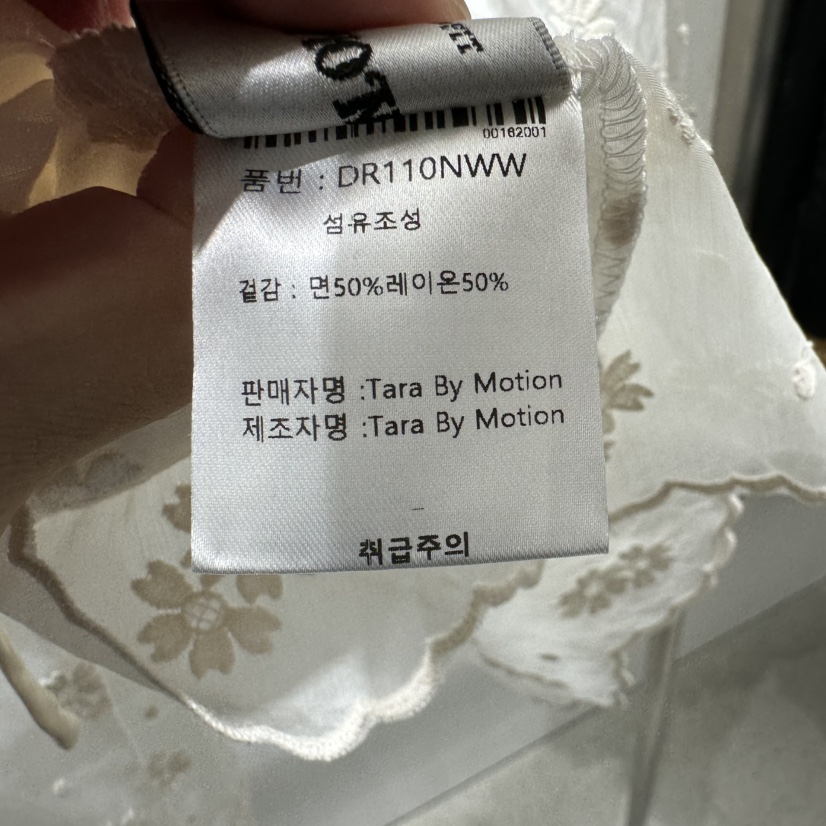 00162001
품번 : DR110NWW
섬유조성
겉감 : 면50%레이온50%
판매자명 :Tara By Motion
제조자명 :Tara By Motion
취급주의